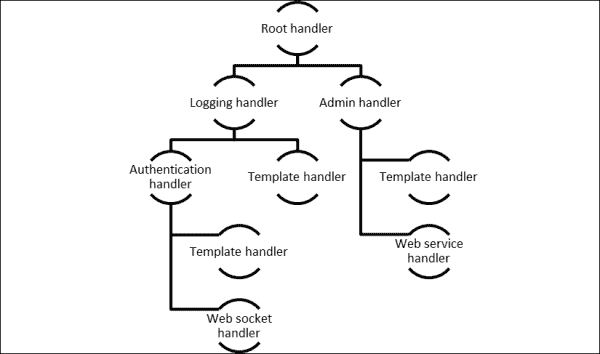 Root handler
Logging handler
Admin handler
Authentication
handler
Template handler
Template handler
Template handler
Web service
handler
Web socket
handler